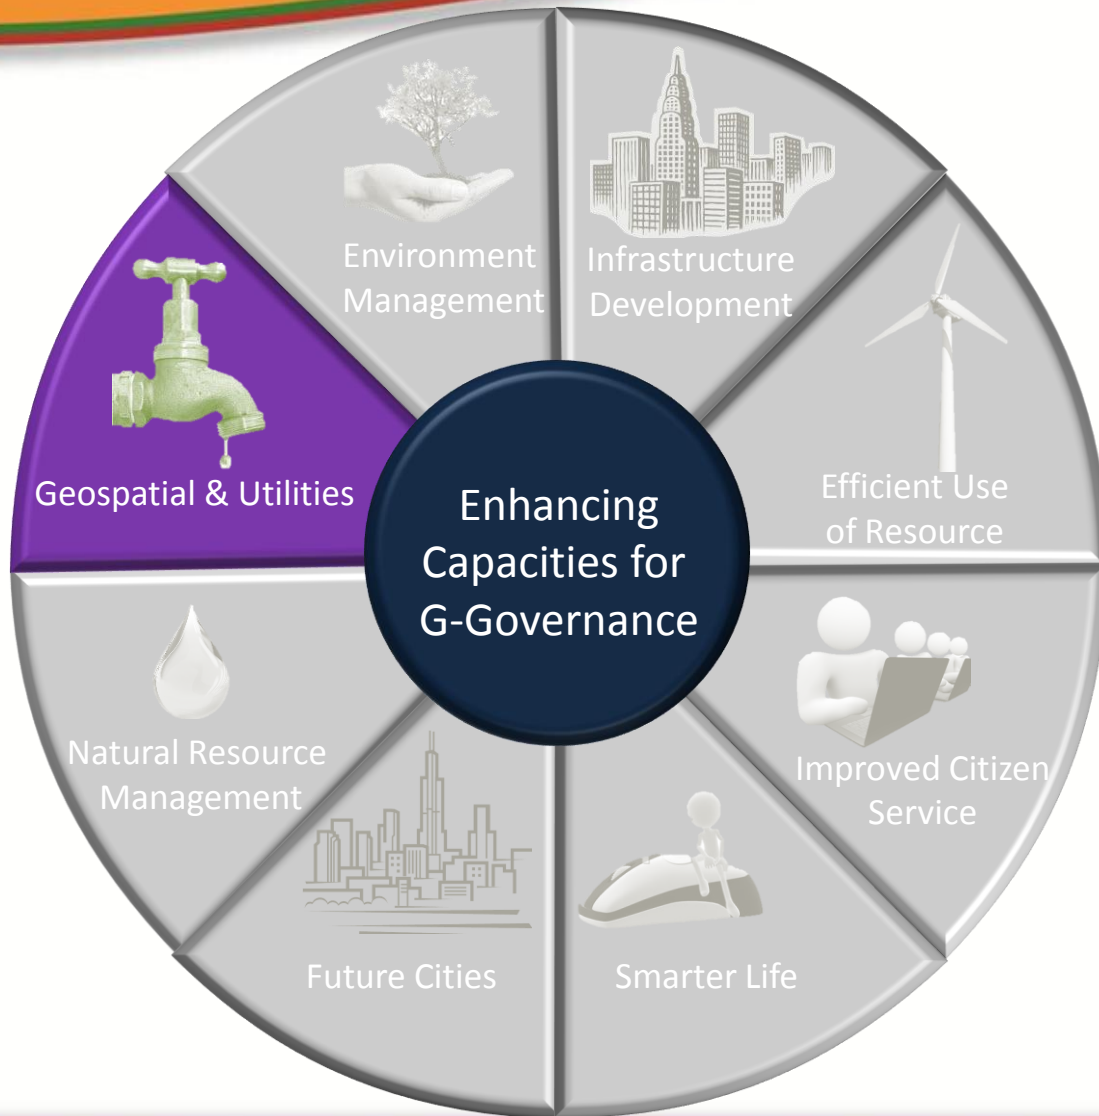 Environment
Management
Infrastructure
Development
Geospatial & Utilities
Efficient Use
of Resource
Enhancing
Capacities for
G-Governance
Natural Resource
Management
Improved Citizen
Service
Future Cities
Smarter Life